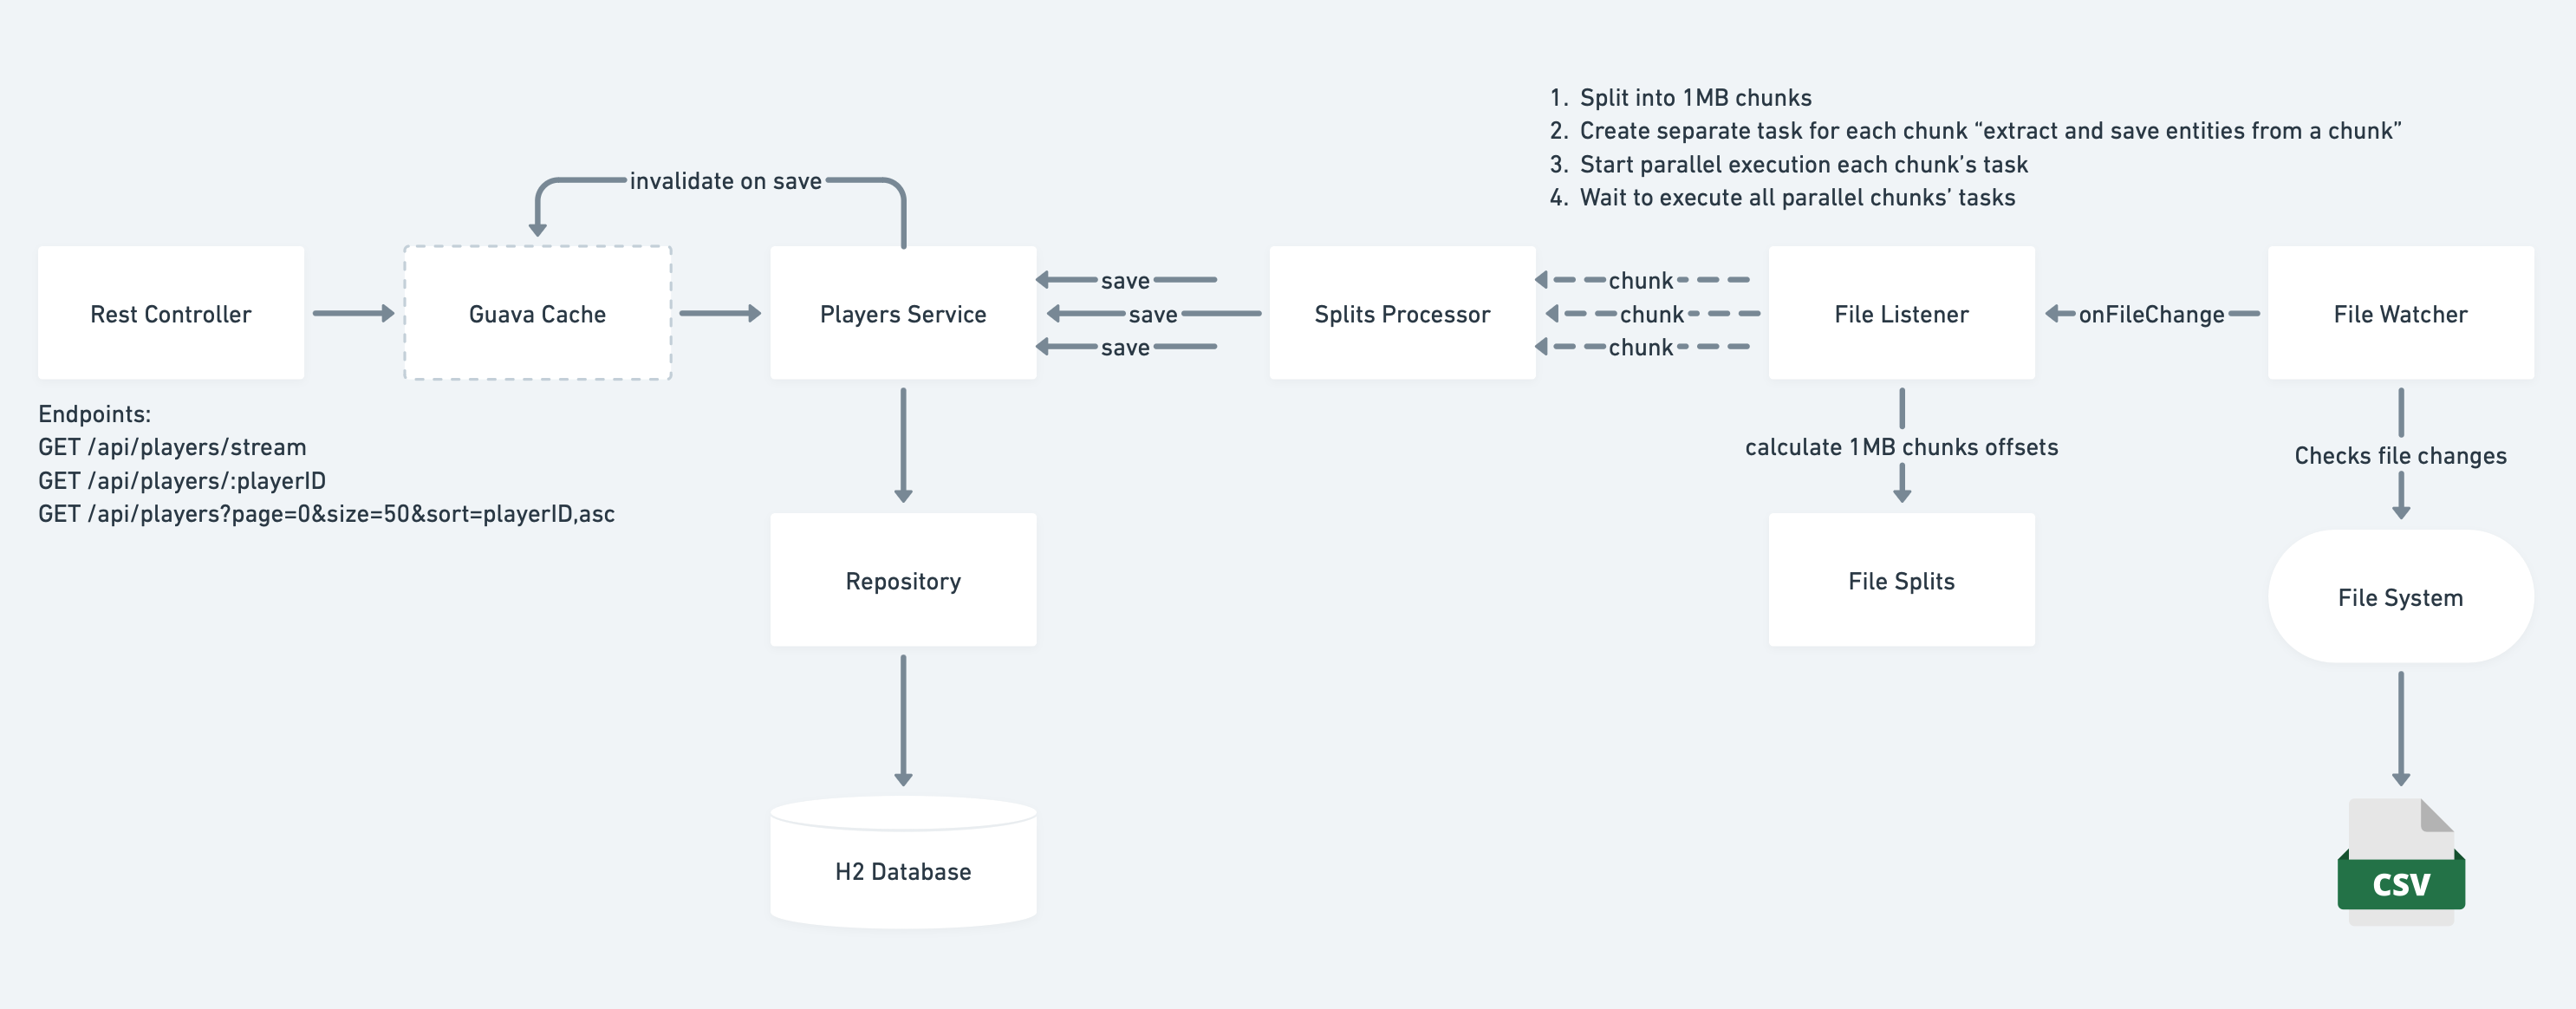 1. Split into 1MB chunks
2. Create separate task for each chunk “extract and save entities from a chunk”
3. Start parallel execution each chunk’s task
4. Wait to execute all parallel chunks’ tasks
invalidate on save
Rest Controller
Guava Cache
Players Service
save
save
save
Splits Processor
chunk
chunk
chunk
File Listener
onFileChange
File Watcher
Endpoints:
GET /api/players/stream
GET /api/players/:playerID
GET /api/players?page=0&size=50&sort=playerID,asc
calculate 1MB chunks offsets
Checks file changes
Repository
File Splits
File System
H2 Database
CSV